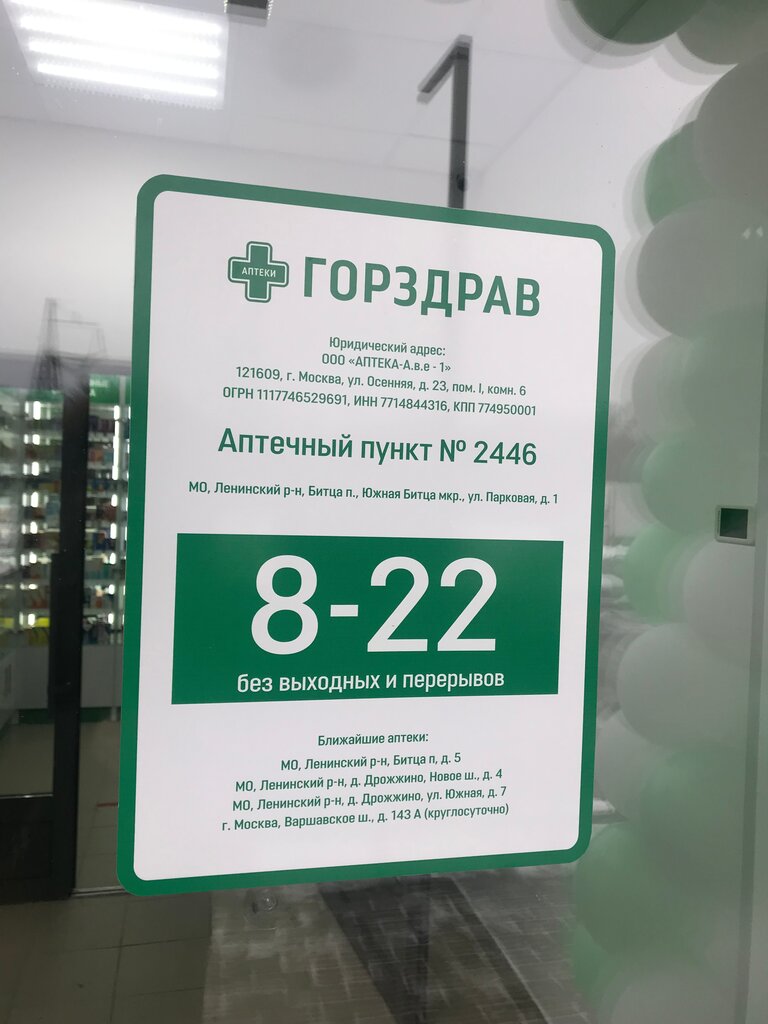 АПТЕКИ
ГОРЗДРАВ
Юридический адрес:
ООО «АПТЕКА-А.в.е - 1»
121609, г. Москва, ул. Осенняя, д. 23, пом. I, комн. 6
ОГРН 1117746529691, ИНН 7714844316, КПП 774950001
Аптечный пункт № 2446
МО, Ленинский р-н, Битца п., Южная Битца мкр., ул. Парковая, д. 1
8-22
без выходных и перерывов
Ближайшие аптеки:
МО, Ленинский р-н, Битца п, д. 5
МО, Ленинский р-н, д. Дрожжино, Новое ш., д. 4
МО, Ленинский р-н, д. Дрожжино, ул. Южная, д. 7
г. Москва, Варшавское ш., д. 143 А (круглосуточно)